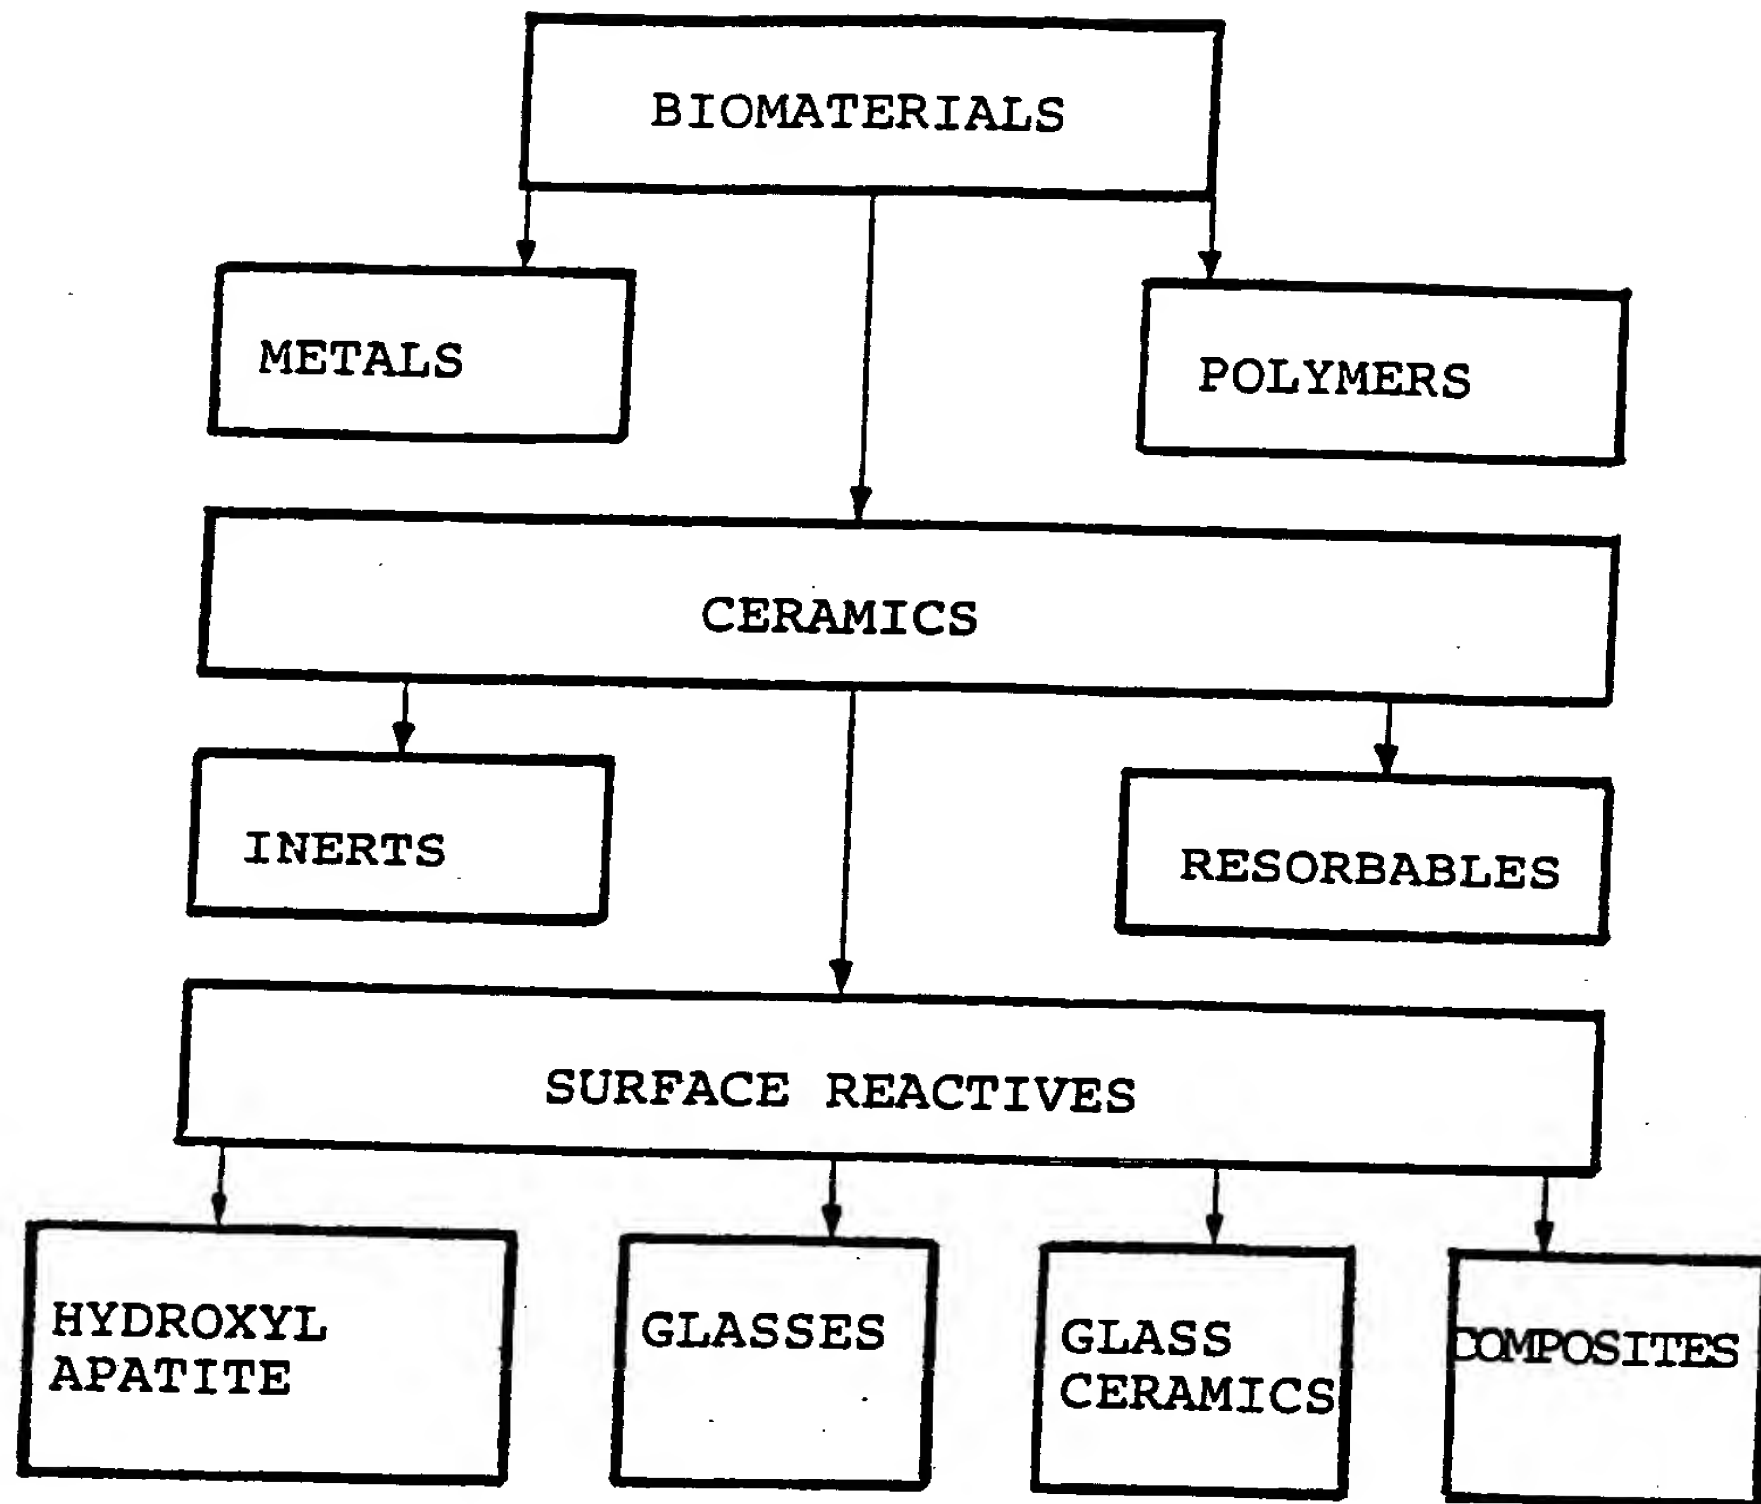 BIOMATERIALS
METALS
POLYMERS
CERAMICS
INERTS
RESORBABLES
SURFACE REACTIVES
HYDROXYL
APATITE
GLASSES
GLASS
CERAMICS
COMPOSITES